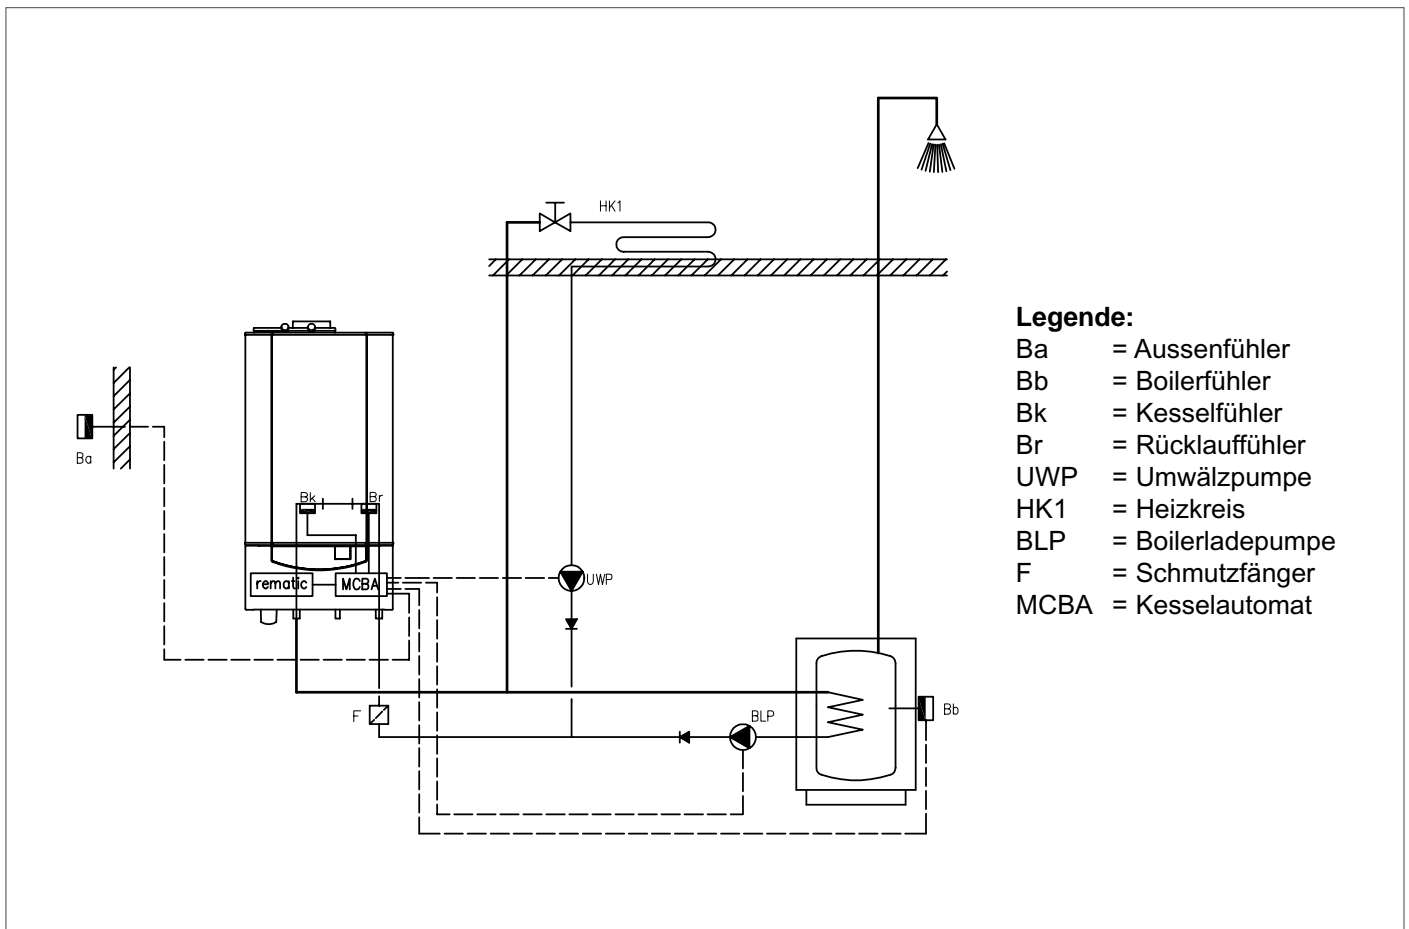 HK1
Ba
Bk
Br
rematic
MCBA
UWP
F
BLP
Bb
Legende:
Ba = Aussenfühler
Bb = Boilerfühler
Bk = Kesselfühler
Br = Rücklauffühler
UWP = Umwälzpumpe
HK1 = Heizkreis
BLP = Boilerladepumpe
F = Schmutzfänger
MCBA = Kesselautomat